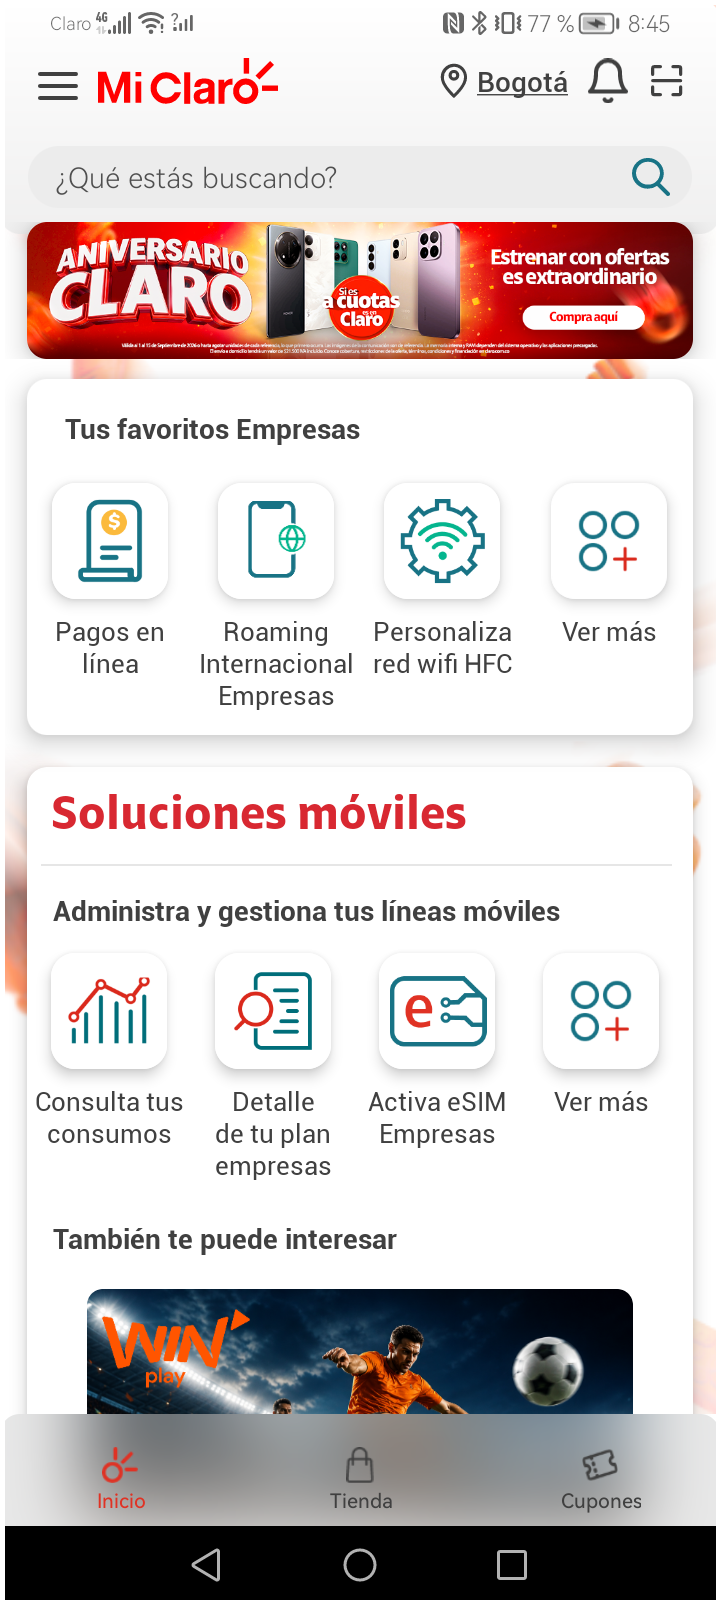 Claro 4G ? 77 % 8:45
Mi Claro
Bogotá
¿Qué estás buscando?
ANIVERSARIO
CLARO
Si es
a cuotas
es en
Claro
Estrenar con ofertas
es extraordinario
Compra aquí
HONOR
Tus favoritos Empresas
Pagos en
línea
Roaming
Internacional
Empresas
Personaliza
red wifi HFC
Ver más
Soluciones móviles
Administra y gestiona tus líneas móviles
Consulta tus
consumos
Detalle
de tu plan
empresas
e
Activa eSIM
Empresas
Ver más
También te puede interesar
WIN
play
Inicio
Tienda
Cupones